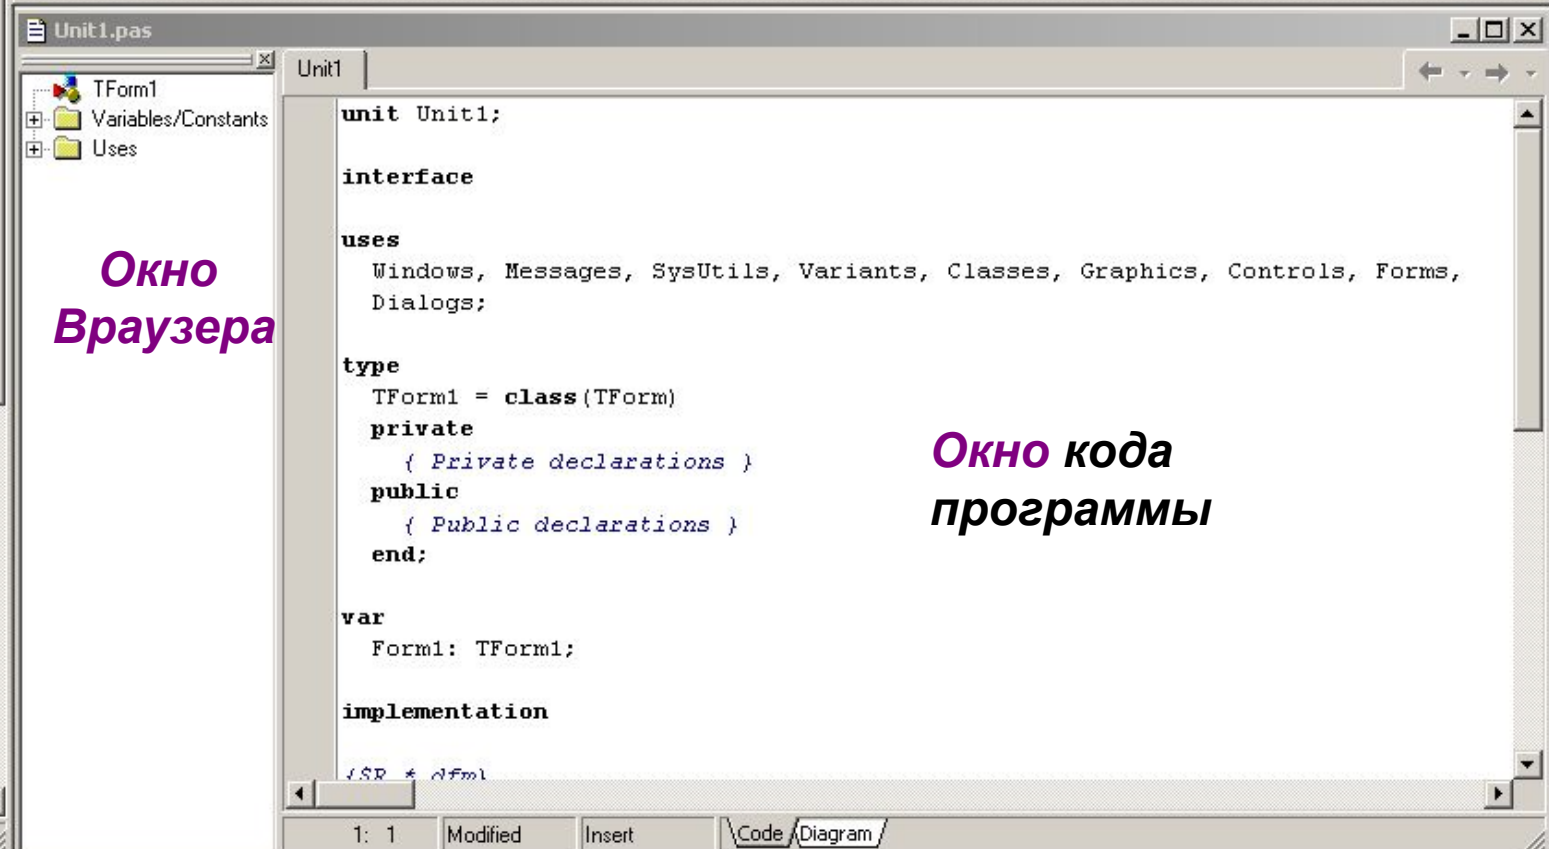 Unit1.pas
TForm1
Variables/Constants
Uses
Окно
Враузера
Unit1
unit Unit1;
interface
uses
Windows, Messages, SysUtils, Variants, Classes, Graphics, Controls, Forms,
Dialogs;
type
TForm1 = class(TForm)
private
{ Private declarations }
public
{ Public declarations }
end;
var
Form1: TForm1;
implementation
{$R *.dfm}
Окно кода
программы
1: 1 Modified Insert Code Diagram